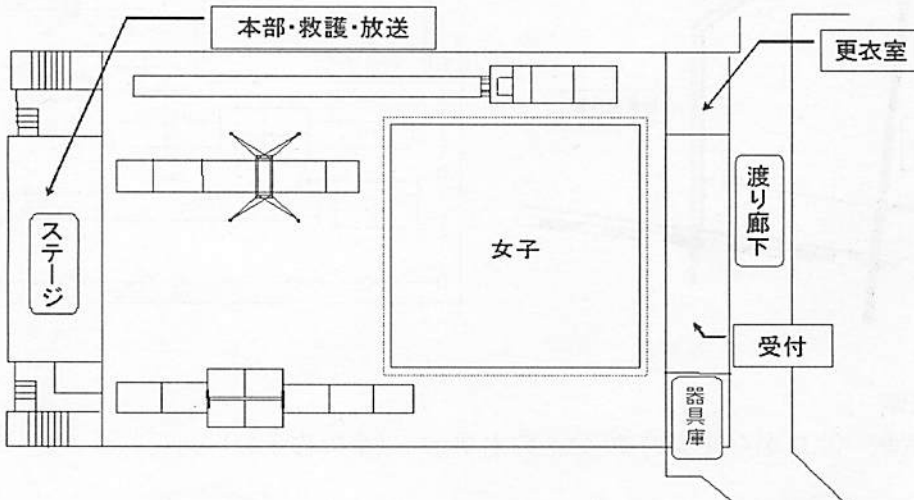 本部・救護・放送
更衣室
ステージ
女子
渡り廊下
受付
器具庫